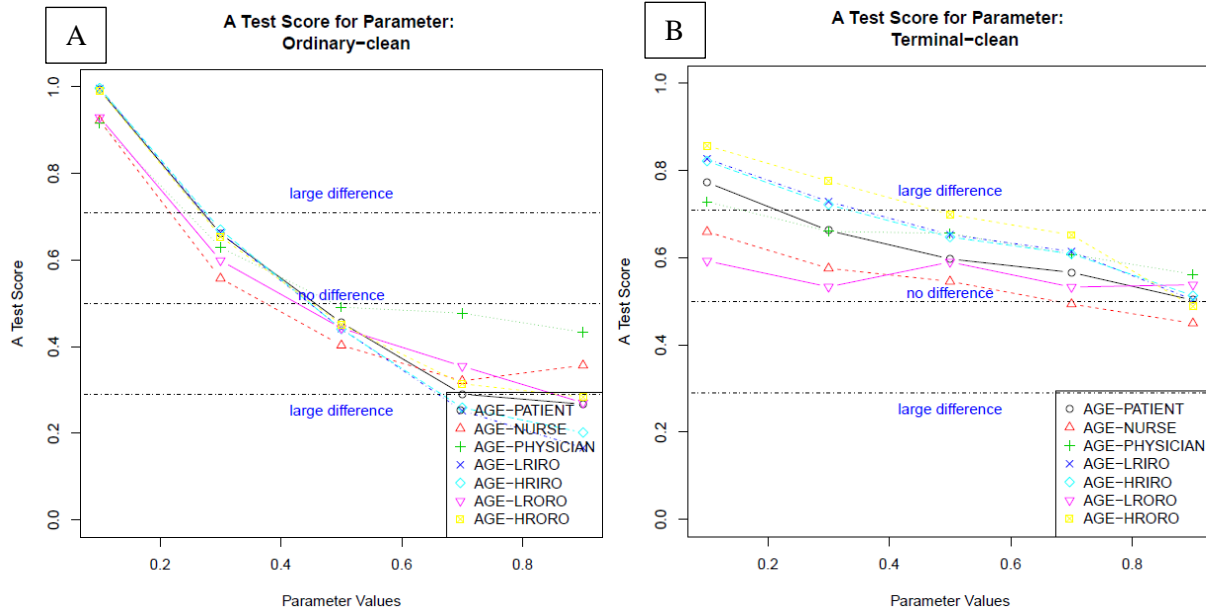 A
A Test Score for Parameter:
Ordinary−clean
A Test Score
1.0
0.8
0.6
0.4
0.2
0.0
large difference
no difference
large difference
AGE−PATIENT
AGE−NURSE
AGE−PHYSICIAN
AGE−LRIRO
AGE−HRIRO
AGE−LRORO
AGE−HRORO
0.2 0.4 0.6 0.8
Parameter Values
B
A Test Score for Parameter:
Terminal−clean
A Test Score
1.0
0.8
0.6
0.4
0.2
0.0
large difference
no difference
large difference
AGE−PATIENT
AGE−NURSE
AGE−PHYSICIAN
AGE−LRIRO
AGE−HRIRO
AGE−LRORO
AGE−HRORO
0.2 0.4 0.6 0.8
Parameter Values